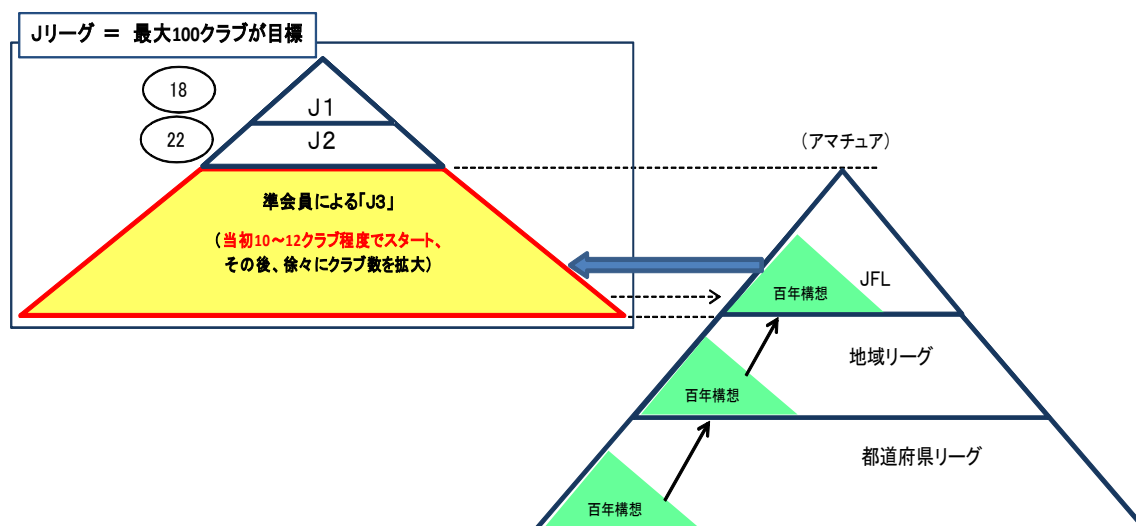 Jリーグ = 最大100クラブが目標
18
J1
22
J2
準会員による「J3」
(当初10～12クラブ程度でスタート、
その後、徐々にクラブ数を拡大)
(アマチュア)
百年構想
JFL
百年構想
地域リーグ
百年構想
都道府県リーグ